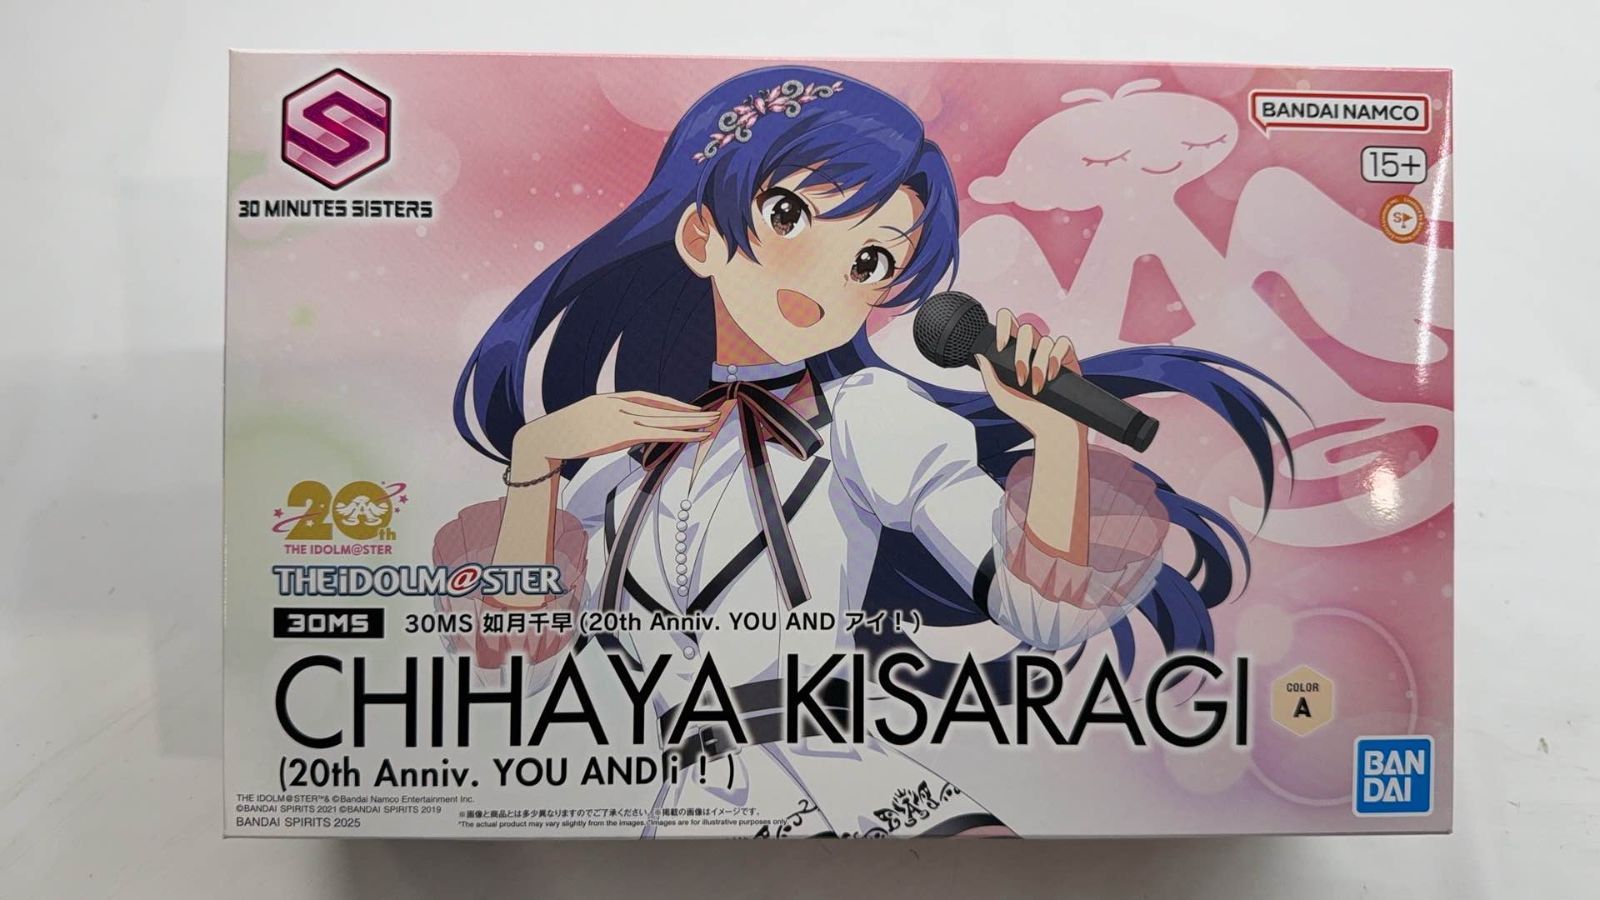 BANDAI NAMCO
15+
S
30 MINUTES SISTERS
20th
THE IDOLM@STER
THE iDOLM@STER
30MS 30MS 如月千早 (20th Anniv. YOU AND アイ！)
CHIHAYA KISARAGI
COLOR
A
(20th Anniv. YOU AND i！)
BAN
DAI
THE IDOLM@STER™& ©Bandai Namco Entertainment Inc.
©BANDAI SPIRITS 2021 ©BANDAI SPIRITS 2019
BANDAI SPIRITS 2025
※画像と商品とは多少異なりますのでご了承ください。※掲載の画像はイメージです。
*The actual product may vary slightly from the images. *Images are for illustrative purposes only.